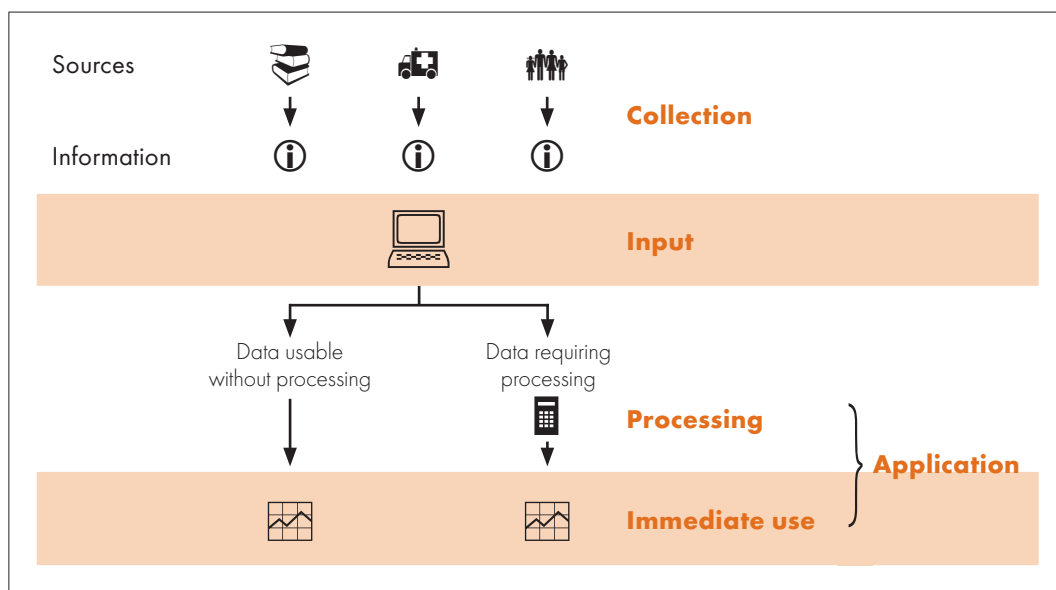 Sources
Collection
Information
Input
Data usable
without processing
Data requiring
processing
Processing
Application
Immediate use